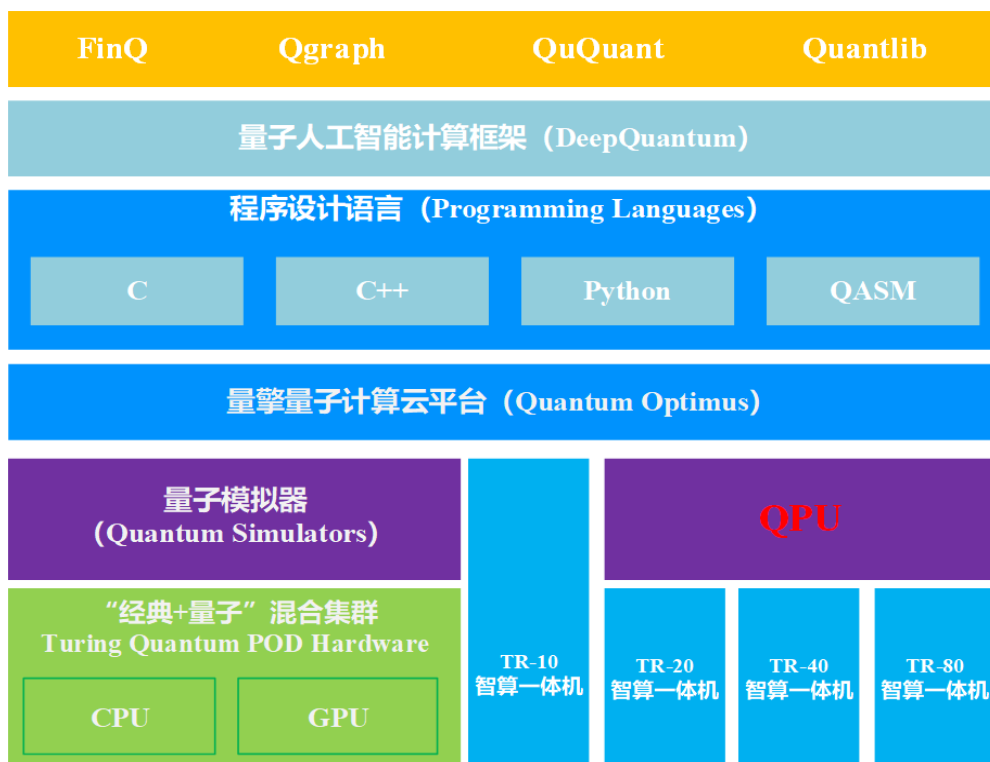 FinQ Qgraph QuQuant Quantlib
量子人工智能计算框架（DeepQuantum）
程序设计语言（Programming Languages）
C C++ Python QASM
量擎量子计算云平台（Quantum Optimus）
量子模拟器
（Quantum Simulators）
QPU
“经典+量子”混合集群
Turing Quantum POD Hardware
CPU GPU
TR-10
智算一体机
TR-20
智算一体机
TR-40
智算一体机
TR-80
智算一体机